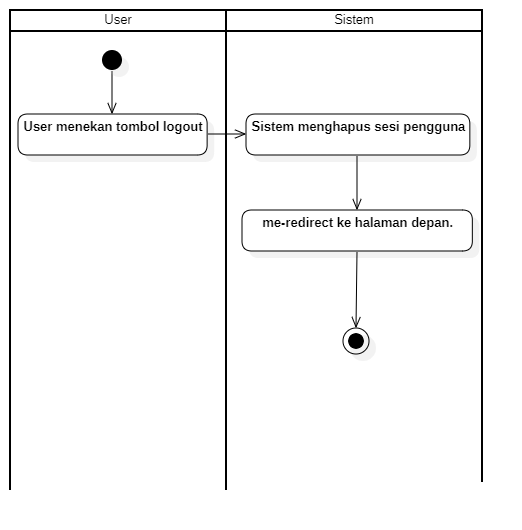 User
Sistem
User menekan tombol logout
Sistem menghapus sesi pengguna
me-redirect ke halaman depan.